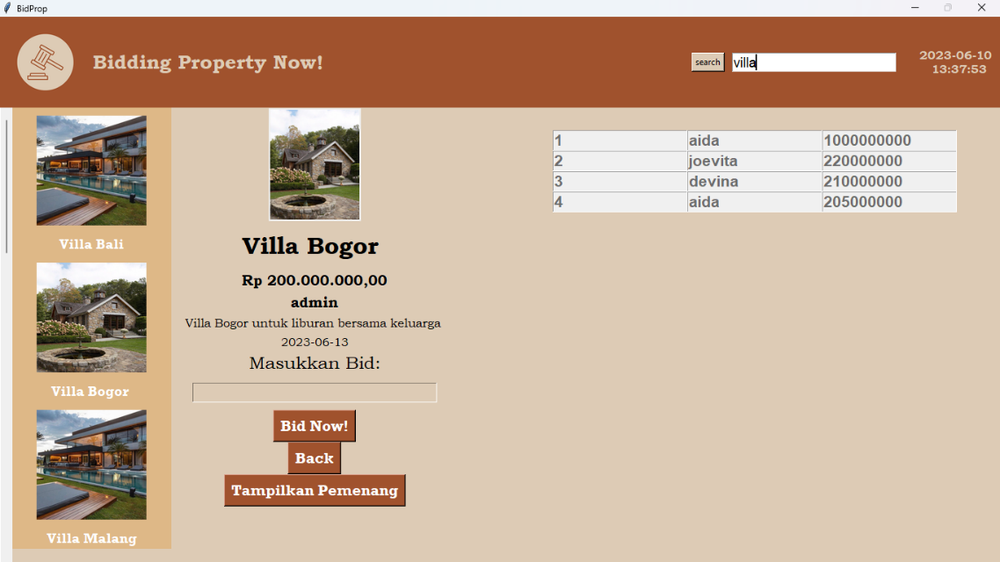 BidProp
Bidding Property Now!
search
villa
2023-06-10
13:37:53
Villa Bali
Villa Bogor
Villa Malang
Villa Bogor
Rp 200.000.000,00
admin
Villa Bogor untuk liburan bersama keluarga
2023-06-13
Masukkan Bid:
Bid Now!
Back
Tampilkan Pemenang
1 aida 1000000000
2 joevita 220000000
3 devina 210000000
4 aida 205000000